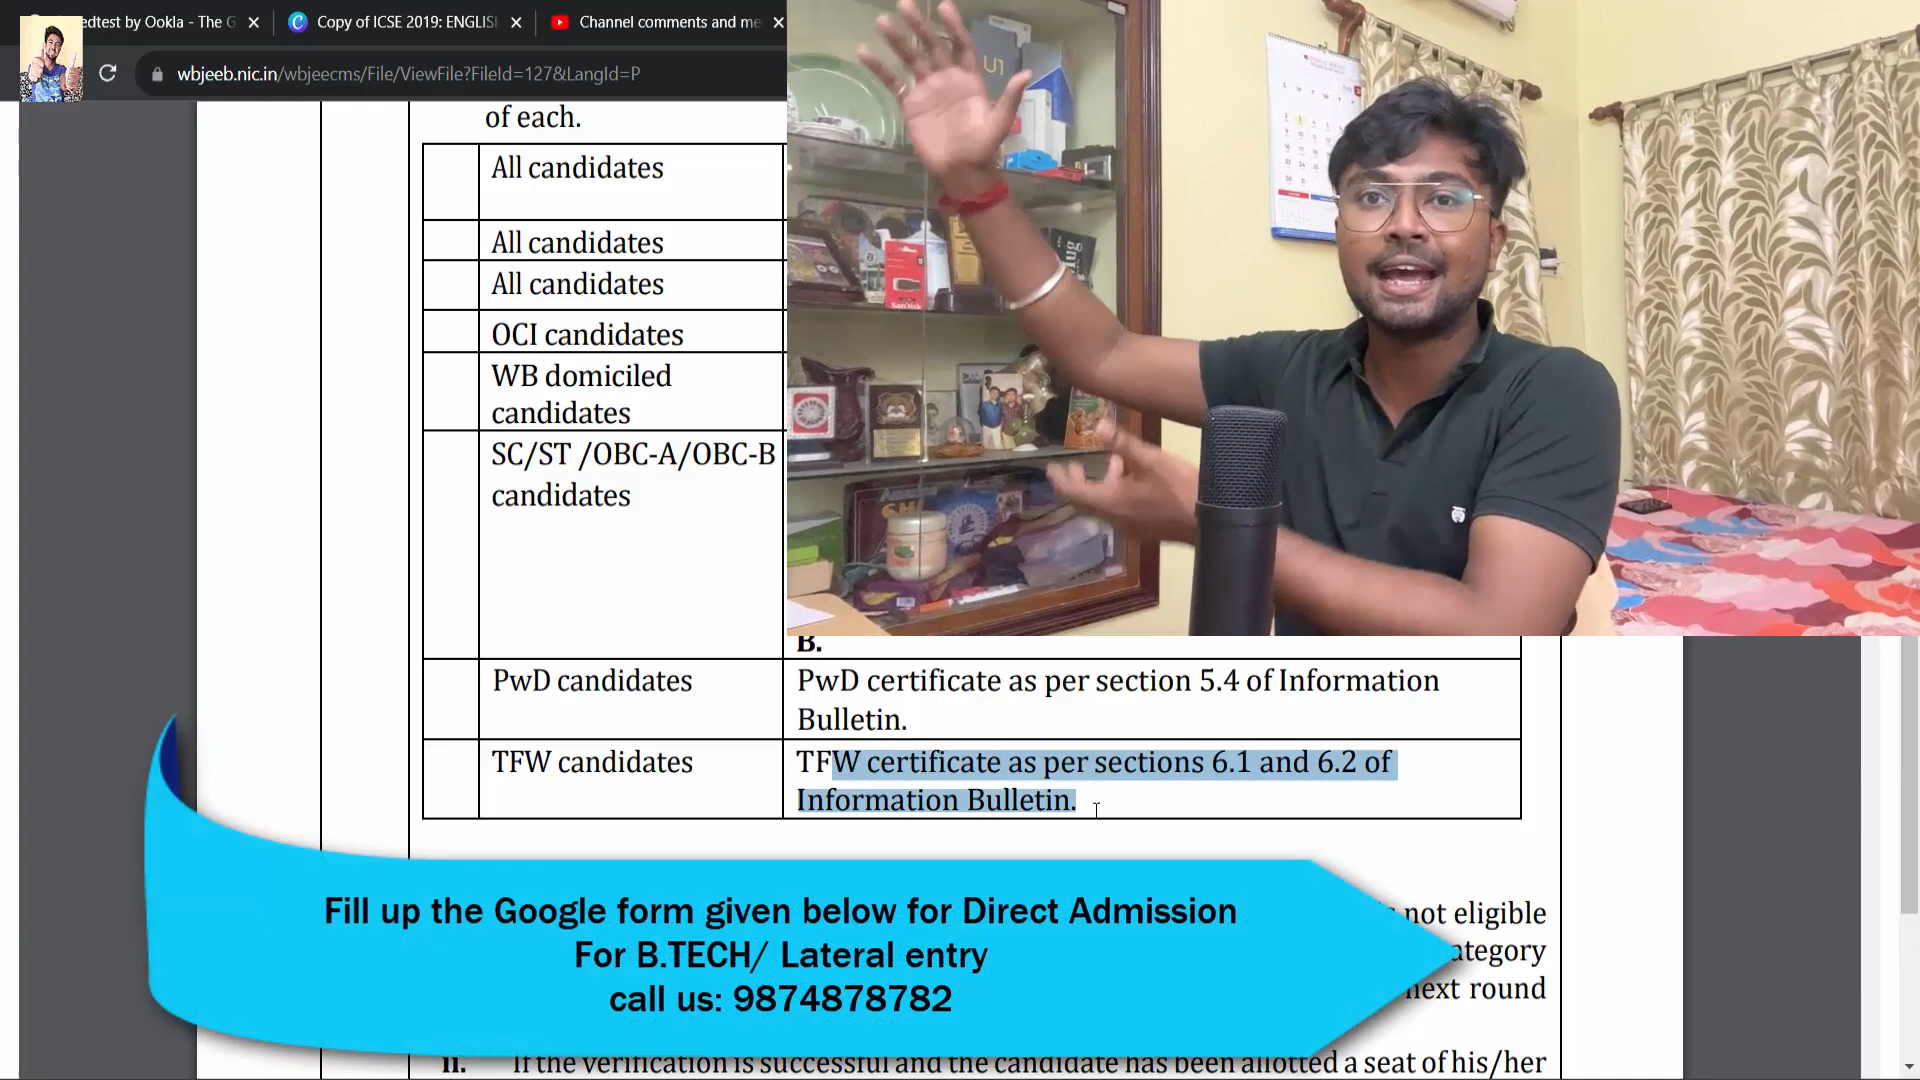 edtest by Ookla - The G
Copy of ICSE 2019: ENGLIS
Channel comments and me
wbjeeb.nic.in/wbjeecms/File/ViewFile?FileId=127&LangId=P
of each.
All candidates
All candidates
All candidates
OCI candidates
WB domiciled
candidates
SC/ST /OBC-A/OBC-B
candidates
B.
PwD candidates
PwD certificate as per section 5.4 of Information
Bulletin.
TFW candidates
TFW certificate as per sections 6.1 and 6.2 of
Information Bulletin.
U1
SanDisk
Fill up the Google form given below for Direct Admission
For B.TECH/ Lateral entry
call us: 9874878782
not eligible
ategory
next round
ii. If the verification is successful and the candidate has been allotted a seat of his/her